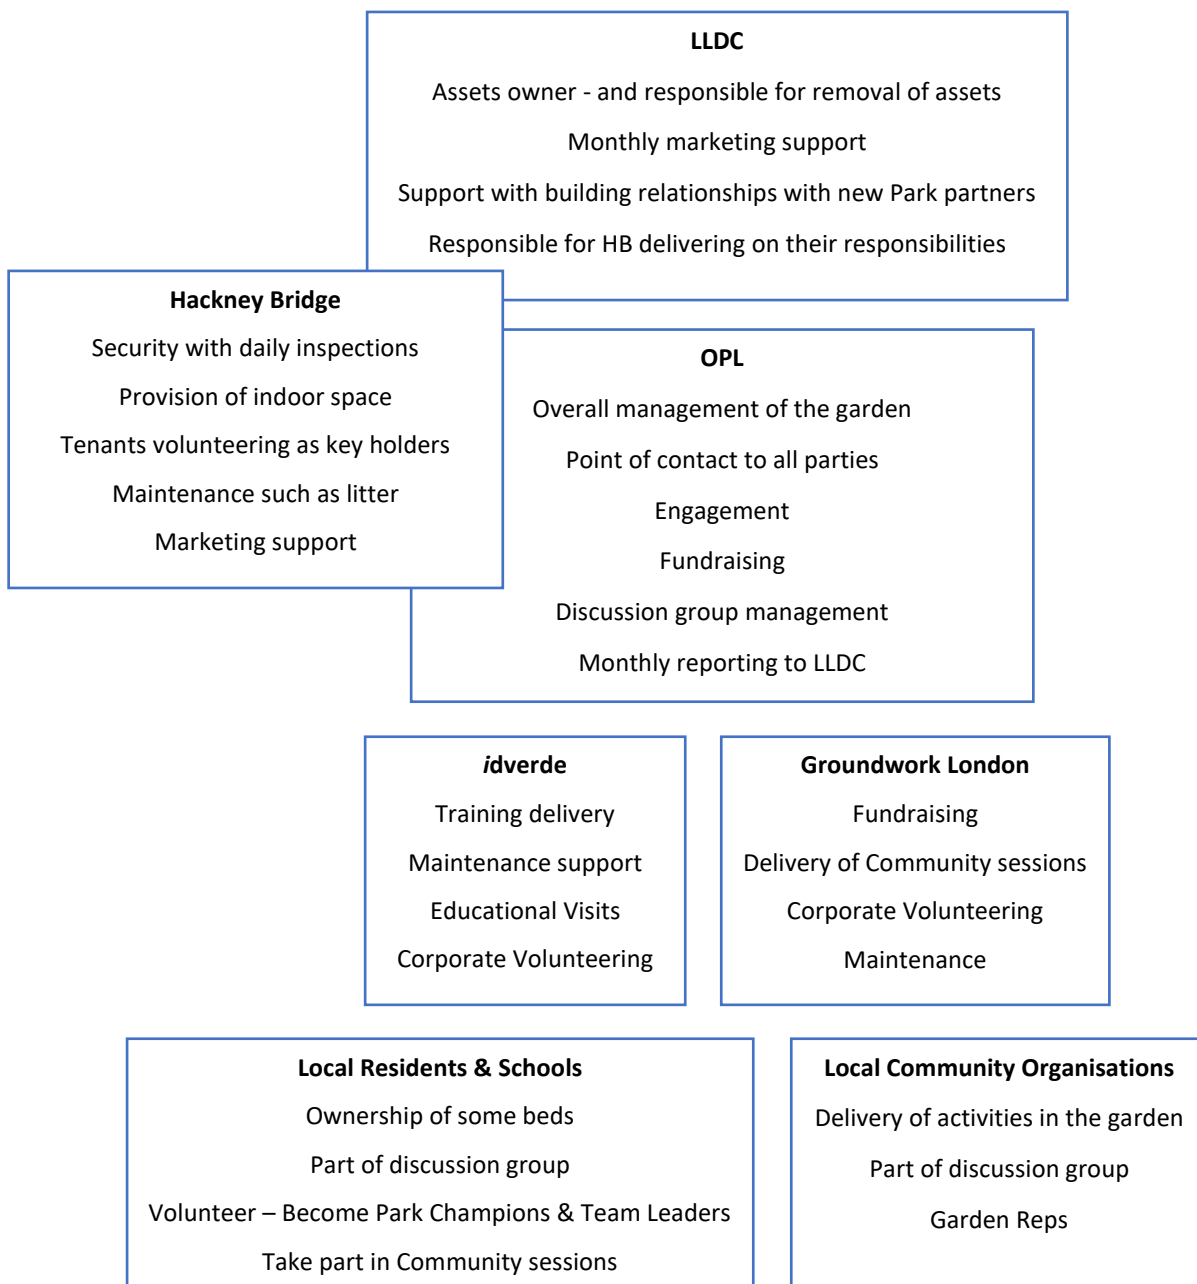 LLDC
Assets owner - and responsible for removal of assets
Monthly marketing support
Support with building relationships with new Park partners
Responsible for HB delivering on their responsibilities
Hackney Bridge
Security with daily inspections
Provision of indoor space
Tenants volunteering as key holders
Maintenance such as litter
Marketing support
OPL
Overall management of the garden
Point of contact to all parties
Engagement
Fundraising
Discussion group management
Monthly reporting to LLDC
idverde
Training delivery
Maintenance support
Educational Visits
Corporate Volunteering
Groundwork London
Fundraising
Delivery of Community sessions
Corporate Volunteering
Maintenance
Local Residents & Schools
Ownership of some beds
Part of discussion group
Volunteer – Become Park Champions & Team Leaders
Take part in Community sessions
Local Community Organisations
Delivery of activities in the garden
Part of discussion group
Garden Reps